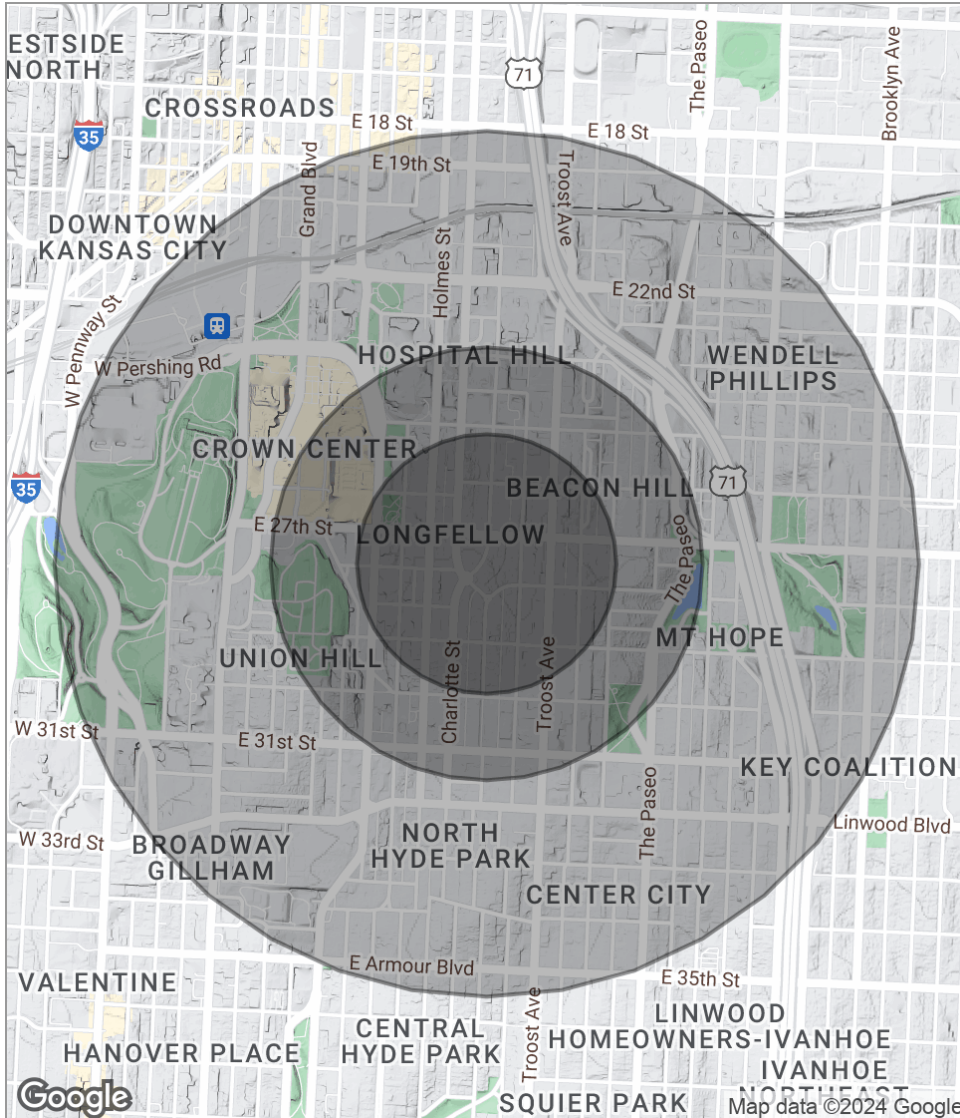 ESTSIDE
NORTH
71
The Paseo
Brooklyn Ave
CROSSROADS
35
E 18 St
E 18 St
Grand Blvd
E 19th St
Troost Ave
DOWNTOWN
KANSAS CITY
Holmes St
E 22nd St
W Pennway St
W Pershing Rd
HOSPITAL HILL
WENDELL
PHILLIPS
CROWN CENTER
35
BEACON HILL
71
E 27th St
LONGFELLOW
The Paseo
MT HOPE
UNION HILL
Charlotte St
Troost Ave
W 31st St
E 31st St
KEY COALITION
The Paseo
Linwood Blvd
W 33rd St
BROADWAY
GILLHAM
NORTH
HYDE PARK
CENTER CITY
VALENTINE
E Armour Blvd
E 35th St
Troost Ave
LINWOOD
HOMEOWNERS-IVANHOE
CENTRAL
HYDE PARK
HANOVER PLACE
IVANHOE
NORTHEAST
SQUIER PARK
Google
Map data ©2024 Google